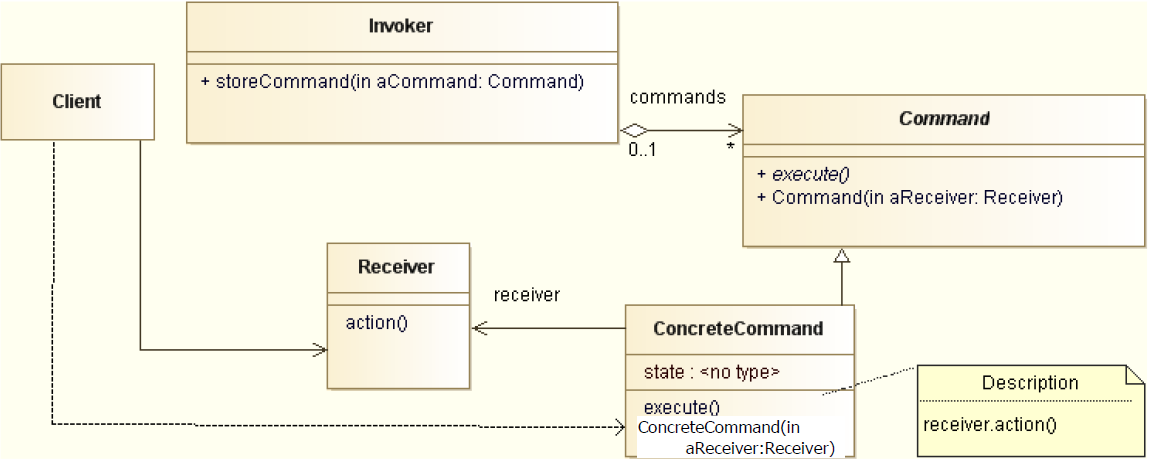 Invoker
+ storeCommand(in aCommand: Command)
Client
commands
0..1
*
Command
+ execute()
+ Command(in aReceiver: Receiver)
Receiver
action()
receiver
ConcreteCommand
state : <no type>
execute()
ConcreteCommand(in
aReceiver:Receiver)
Description
receiver.action()